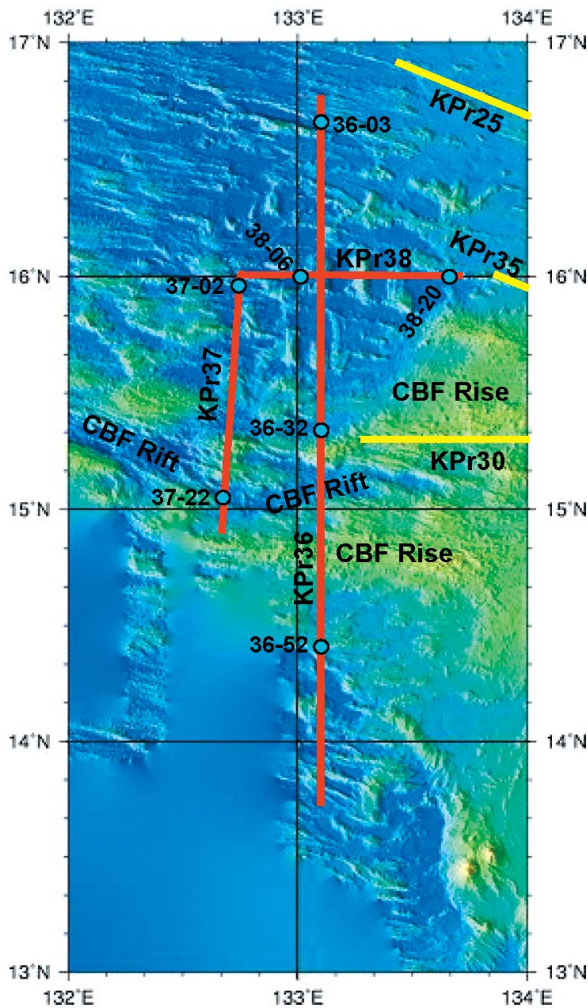 132°E 133°E 134°E
17°N 17°N
KPr25
36-03
38-06
KPr38
KPr35
16°N 16°N
37-02
38-20
KPr37
CBF Rise
36-32
CBF Rift
KPr30
37-22
CBF Rift
15°N 15°N
KPr36
CBF Rise
36-52
14°N 14°N
13°N 13°N
132°E 133°E 134°E